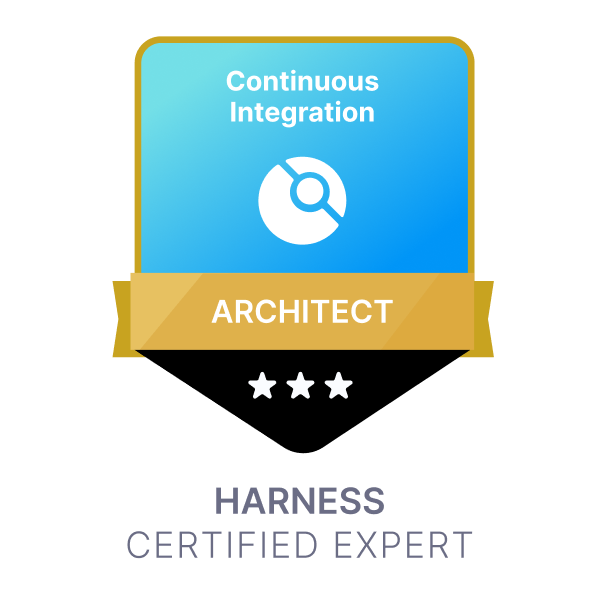 Continuous
Integration
ARCHITECT
HARNESS
CERTIFIED EXPERT